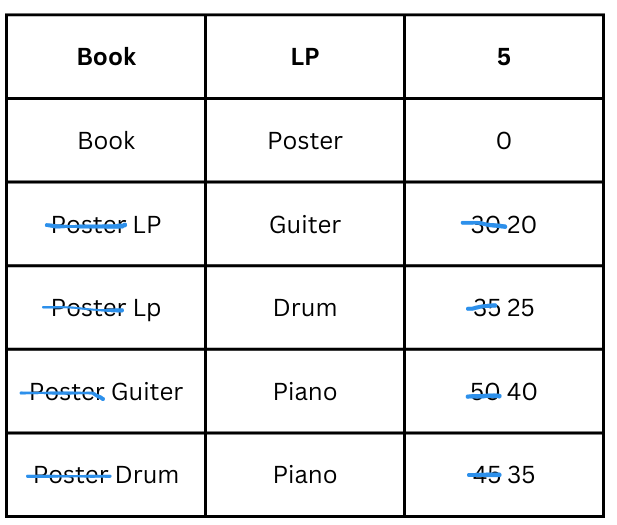 Book LP 5
Book Poster 0
Poster LP Guiter 30 20
Poster Lp Drum 35 25
Poster Guiter Piano 50 40
Poster Drum Piano 45 35